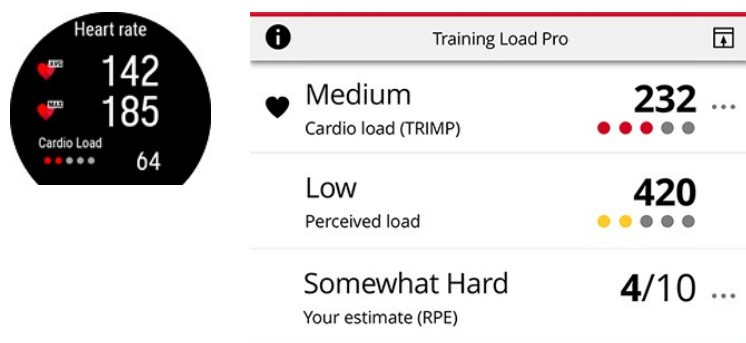 Heart rate
AVG 142
MAX 185
Cardio Load
64
Training Load Pro
Medium 232
Cardio load (TRIMP)
Low 420
Perceived load
Somewhat Hard 4/10
Your estimate (RPE)